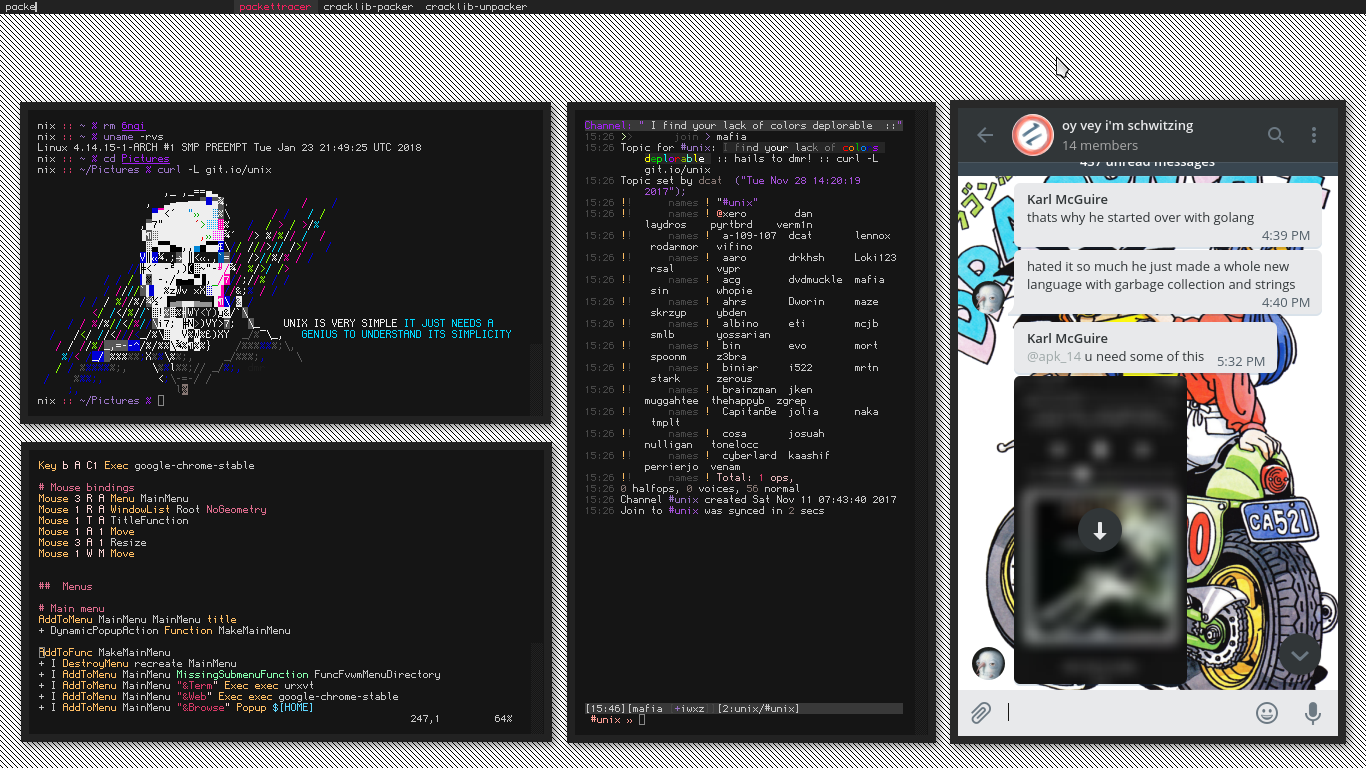 packe
packettracer cracklib-packer cracklib-unpacker
nix :: ~ % rm 6nqi
nix :: ~ % uname -rvs
Linux 4.14.15-1-ARCH #1 SMP PREEMPT Tue Jan 23 21:49:25 UTC 2018
nix :: ~ % cd Pictures
nix :: ~/Pictures % curl -L git.io/unix
UNIX IS VERY SIMPLE IT JUST NEEDS A
GENIUS TO UNDERSTAND ITS SIMPLICITY
nix :: ~/Pictures %
Key b A C1 Exec google-chrome-stable
# Mouse bindings
Mouse 3 R A Menu MainMenu
Mouse 1 R A WindowList Root NoGeometry
Mouse 1 T A TitleFunction
Mouse 1 A 1 Move
Mouse 3 A 1 Resize
Mouse 1 W M Move
## Menus
# Main menu
AddToMenu MainMenu MainMenu title
+ DynamicPopupAction Function MakeMainMenu
AddToFunc MakeMainMenu
+ I DestroyMenu recreate MainMenu
+ I AddToMenu MainMenu MissingSubmenuFunction FuncFvwmMenuDirectory
+ I AddToMenu MainMenu "&Term" Exec exec urxvt
+ I AddToMenu MainMenu "&Web" Exec exec google-chrome-stable
+ I AddToMenu MainMenu "&Browse" Popup $[HOME]
247,1 64%
Channel: " I find your lack of colors deplorable ::"
15:26 >> join > mafia
15:26 Topic for #unix: I find your lack of colo s
deplorable :: hails to dmr! :: curl -L
git.io/unix
15:26 Topic set by dcat ("Tue Nov 28 14:20:19
2017");
15:26 !! names ! "#unix"
15:26 !! names ! @xero dan
laydros pyrtbrd vermin
15:26 !! names ! a-109-107 dcat lennox
rodarmor vifino
15:26 !! names ! aaro drkhsh Loki123
rsal vypr
15:26 !! names ! acg dvdmuckle mafia
sin whopie
15:26 !! names ! ahrs Dworin maze
skrzyp ybden
15:26 !! names ! albino eti mcjb
smlb yossarian
15:26 !! names ! bin evo mort
spoonm z3bra
15:26 !! names ! biniar i522 mrtn
stark zerous
15:26 !! names ! brainzman jken
muggahtee thehappyb zgrep
15:26 !! names ! CapitanBe jolia naka
tmplt
15:26 !! names ! cosa josuah
nulligan tonelocc
15:26 !! names ! cyberlard kaashif
perrierjo venam
15:26 !! names ! Total: 1 ops,
15:26 0 halfops, 0 voices, 56 normal
15:26 Channel #unix created Sat Nov 11 07:43:40 2017
15:26 Join to #unix was synced in 2 secs
[15:46][mafia |+iwxz] [2:unix/#unix]
#unix »
oy vey i'm schwitzing
14 members
437 unread messages
Karl McGuire
thats why he started over with golang
4:39 PM
hated it so much he just made a whole new
language with garbage collection and strings
4:40 PM
Karl McGuire
@apk_14 u need some of this 5:32 PM
CA521